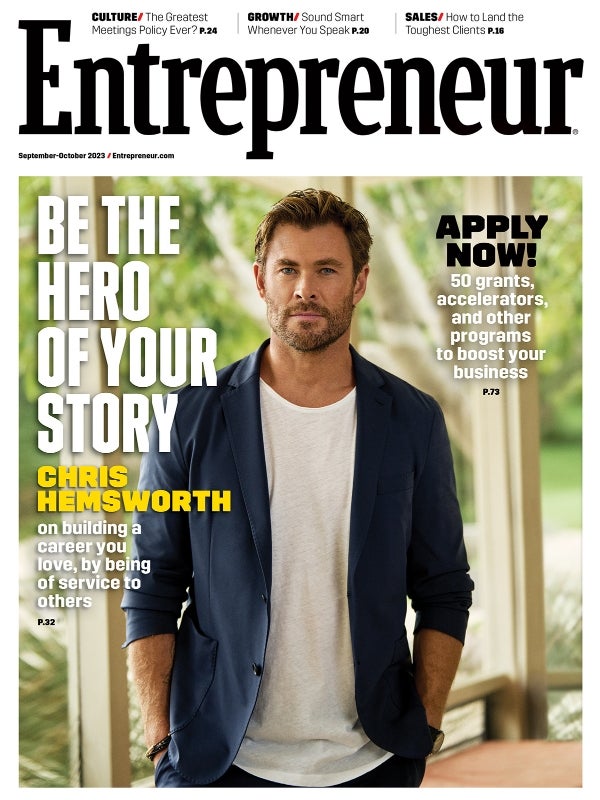 CULTURE/ The Greatest
Meetings Policy Ever? P.24
GROWTH/ Sound Smart
Whenever You Speak P.20
SALES/ How to Land the
Toughest Clients P.16
Entrepreneur®
September-October 2023 / Entrepreneur.com
BE THE
HERO
OF YOUR
STORY
CHRIS
HEMSWORTH
on building a
career you
love, by being
of service to
others
P.32
APPLY
NOW!
50 grants,
accelerators,
and other
programs
to boost your
business
P.73